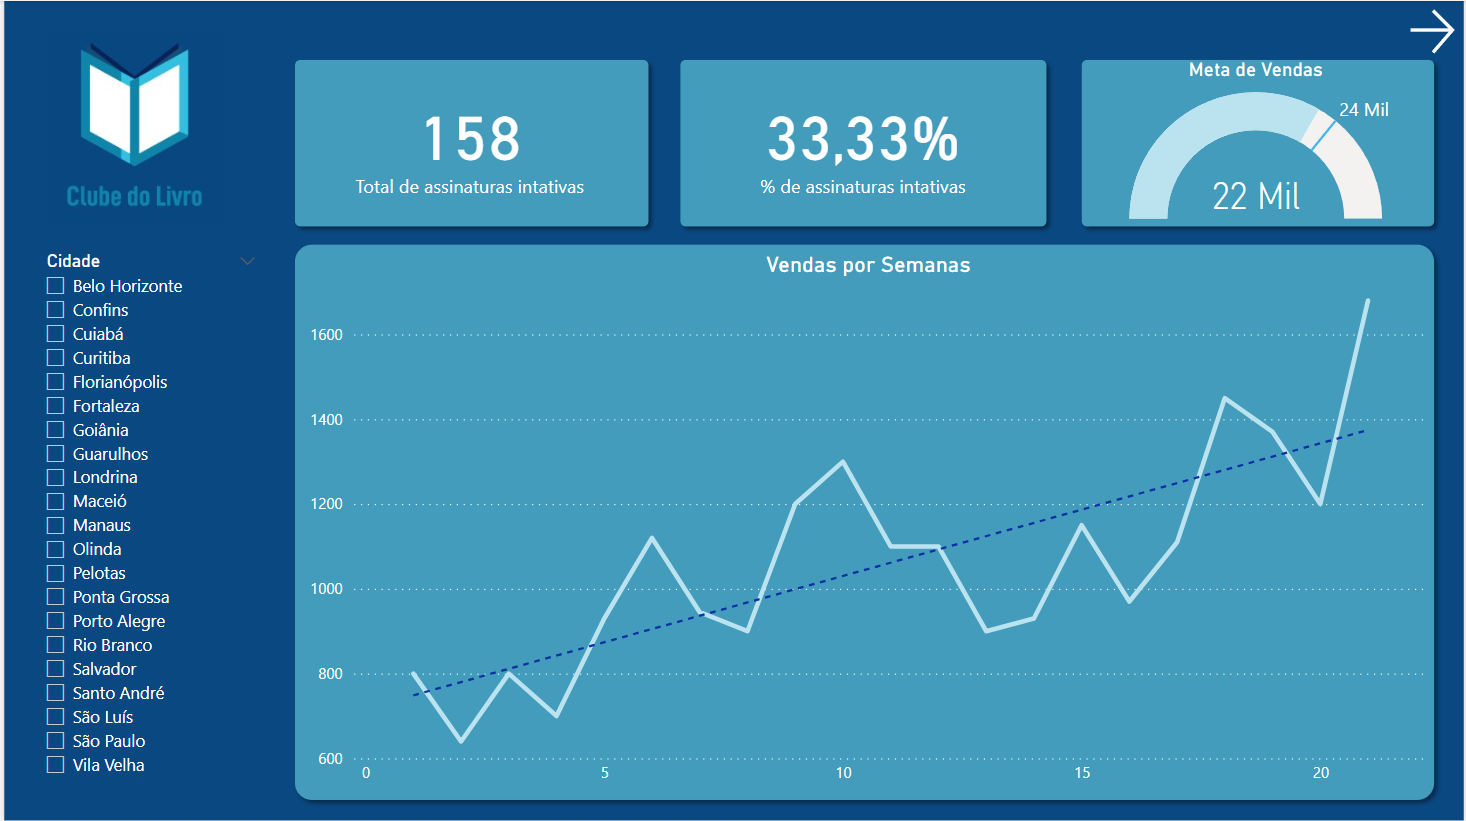 Clube do Livro
158
Total de assinaturas intativas
33,33%
% de assinaturas intativas
Meta de Vendas
24 Mil
22 Mil
Cidade
Belo Horizonte
Confins
Cuiabá
Curitiba
Florianópolis
Fortaleza
Goiânia
Guarulhos
Londrina
Maceió
Manaus
Olinda
Pelotas
Ponta Grossa
Porto Alegre
Rio Branco
Salvador
Santo André
São Luís
São Paulo
Vila Velha
Vendas por Semanas
1600
1400
1200
1000
800
600
0 5 10 15 20